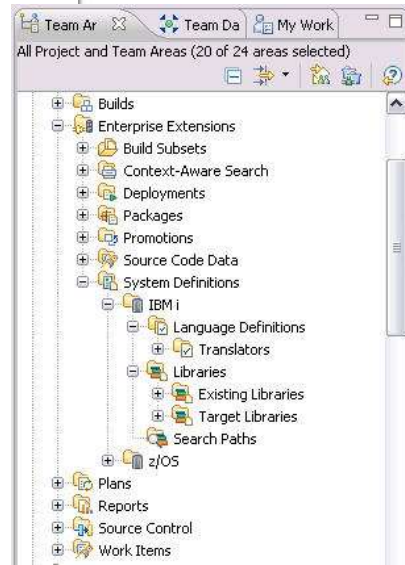 Team Ar Team Da My Work
All Project and Team Areas (20 of 24 areas selected)
Builds
Enterprise Extensions
Build Subsets
Context-Aware Search
Deployments
Packages
Promotions
Source Code Data
System Definitions
IBM i
Language Definitions
Translators
Libraries
Existing Libraries
Target Libraries
Search Paths
z/OS
Plans
Reports
Source Control
Work Items